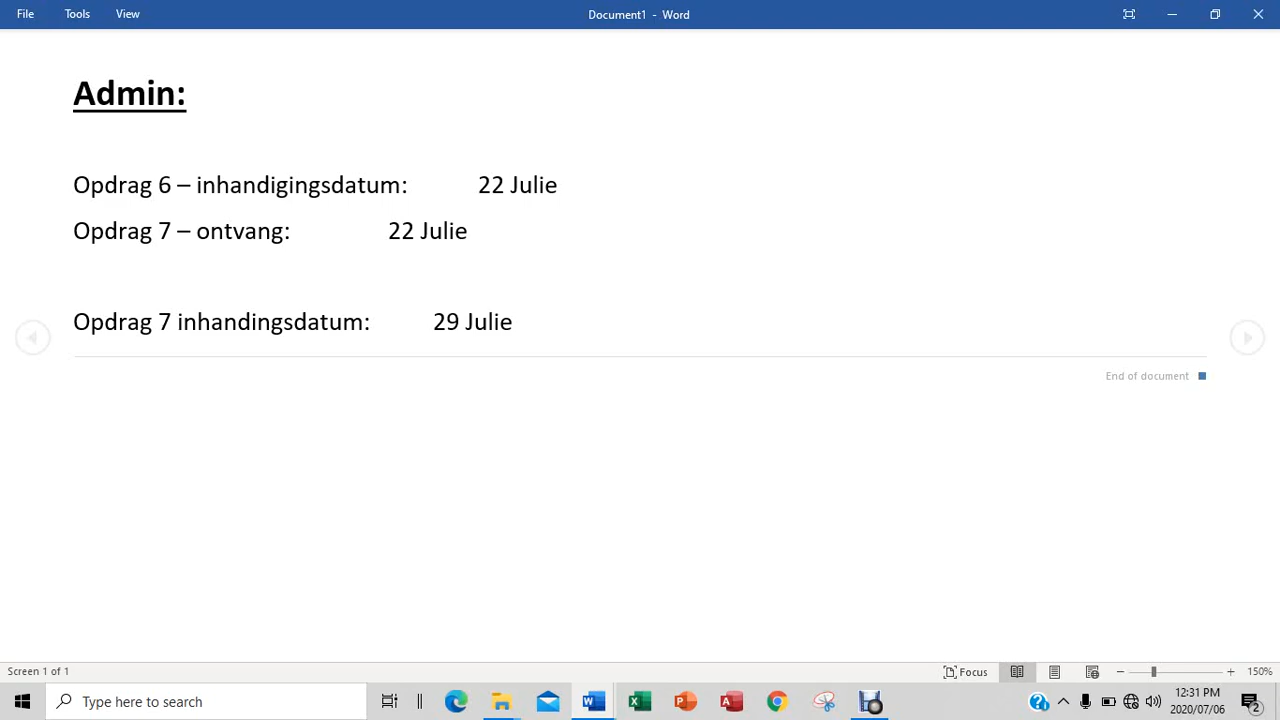 File Tools View Document1 - Word
Admin:
Opdrag 6 – inhandigingsdatum: 22 Julie
Opdrag 7 – ontvang: 22 Julie
Opdrag 7 inhandingsdatum: 29 Julie
End of document
Screen 1 of 1 Focus 150%
Type here to search 12:31 PM
2020/07/06 2